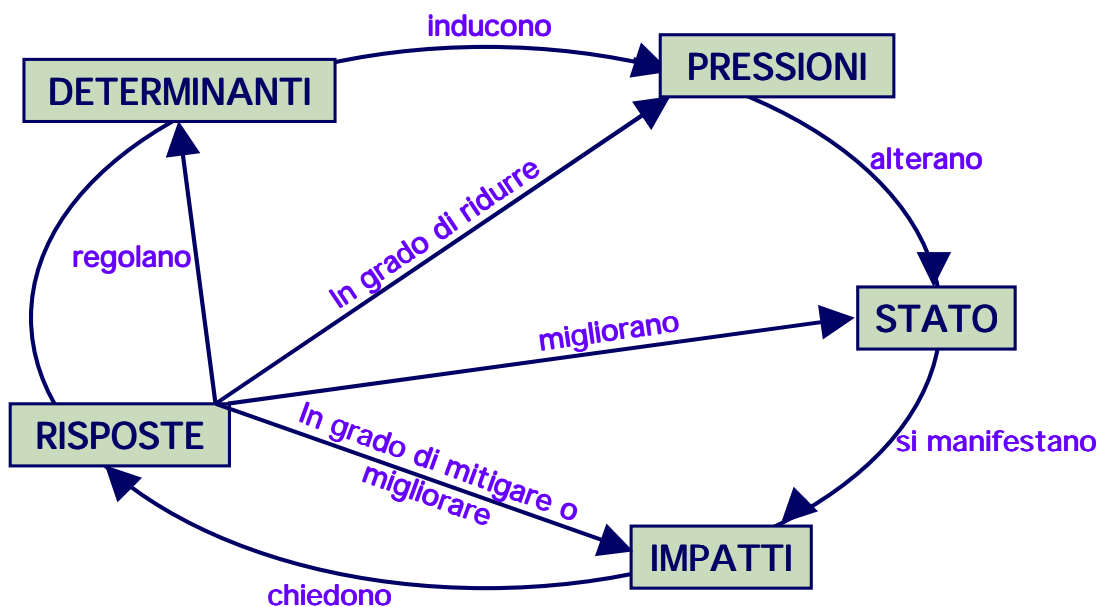 inducono
PRESSIONI
DETERMINANTI
alterano
In grado di ridurre
regolano
STATO
migliorano
In grado di mitigare o
migliorare
RISPOSTE
si manifestano
IMPATTI
chiedono